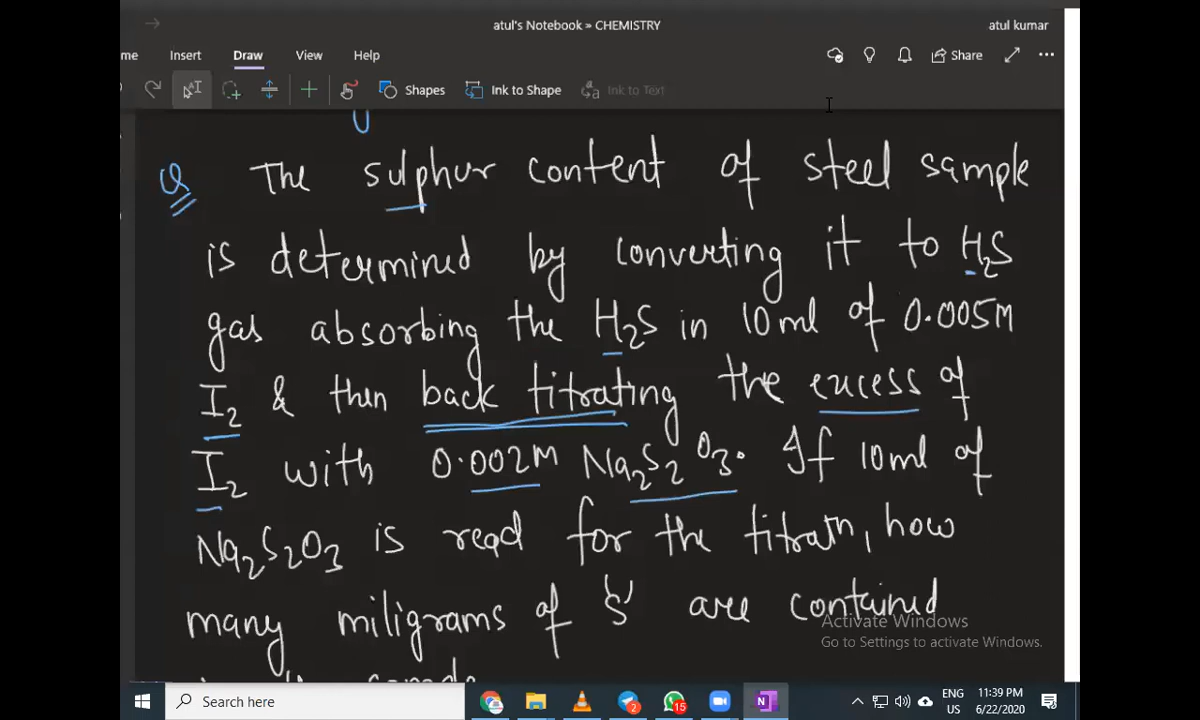 atul's Notebook » CHEMISTRY
atul kumar
me Insert Draw View Help
Share
Shapes Ink to Shape Ink to Text
Q The sulphur content of steel sample
is determined by converting it to H₂S
gas absorbing the H₂S in 10ml of 0.005M
I₂ & then back titrating the excess of
I₂ with 0.002M Na₂S₂O₃. If 10ml of
Na₂S₂O₃ is reqd for the titratn, how
many miligrams of 'S' are contained
Activate Windows
Go to Settings to activate Windows.
Search here
2
15
N
ENG
US
11:39 PM
6/22/2020